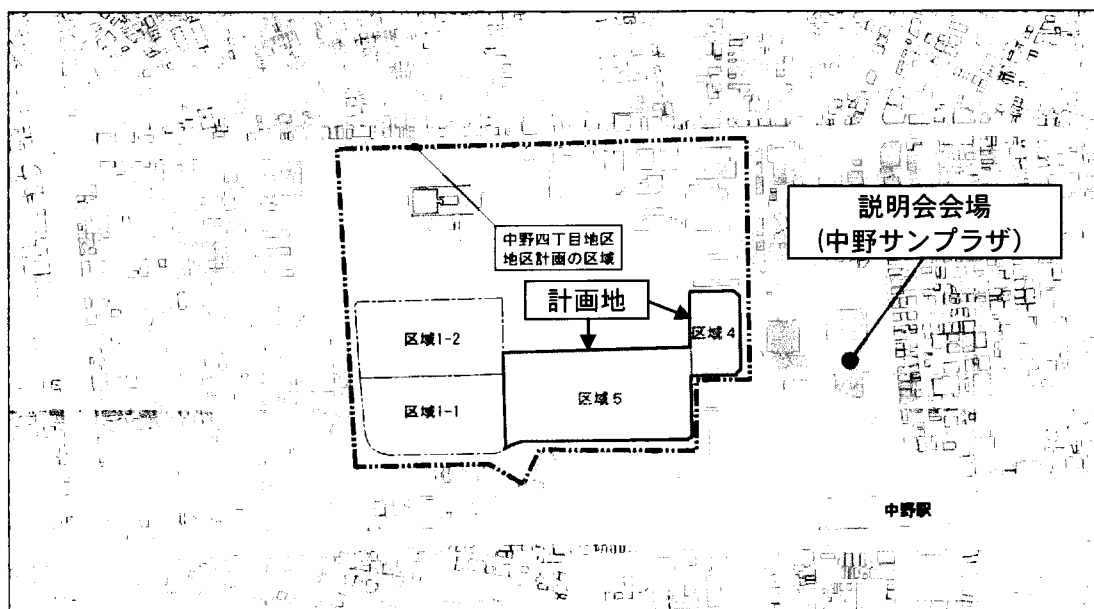 説明会会場
(中野サンプラザ)
中野四丁目地区
地区計画の区域
計画地
区域4
区域1-2
区域1-1
区域5
中野駅